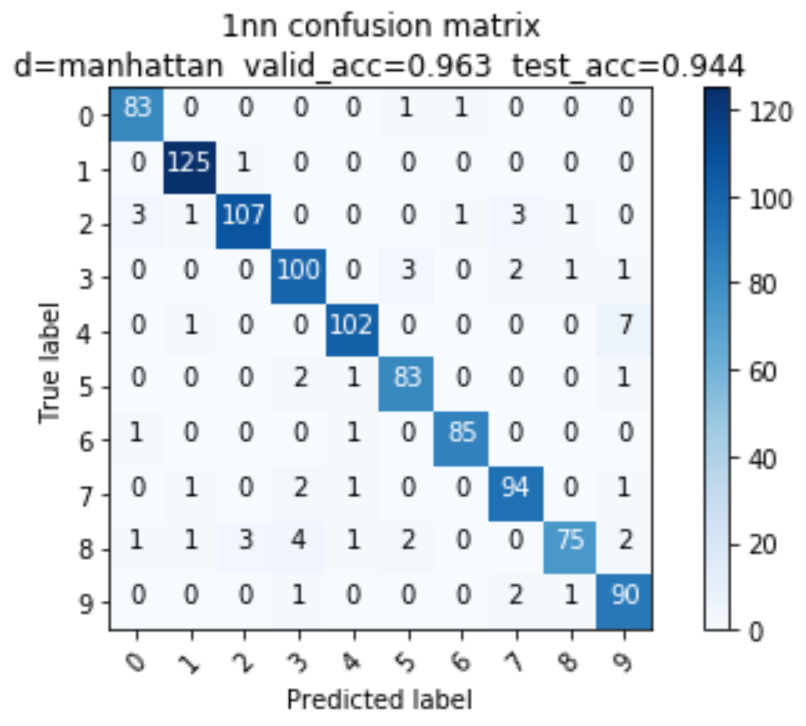 1nn confusion matrix
d=manhattan valid_acc=0.963 test_acc=0.944
0 83 0 0 0 0 1 1 0 0 0
1 0 125 1 0 0 0 0 0 0 0
2 3 1 107 0 0 0 1 3 1 0
3 0 0 0 100 0 3 0 2 1 1
4 0 1 0 0 102 0 0 0 0 7
5 0 0 0 2 1 83 0 0 0 1
6 1 0 0 0 1 0 85 0 0 0
7 0 1 0 2 1 0 0 94 0 1
8 1 1 3 4 1 2 0 0 75 2
9 0 0 0 1 0 0 0 2 1 90
0 1 2 3 4 5 6 7 8 9
Predicted label
True label
120
100
80
60
40
20
0